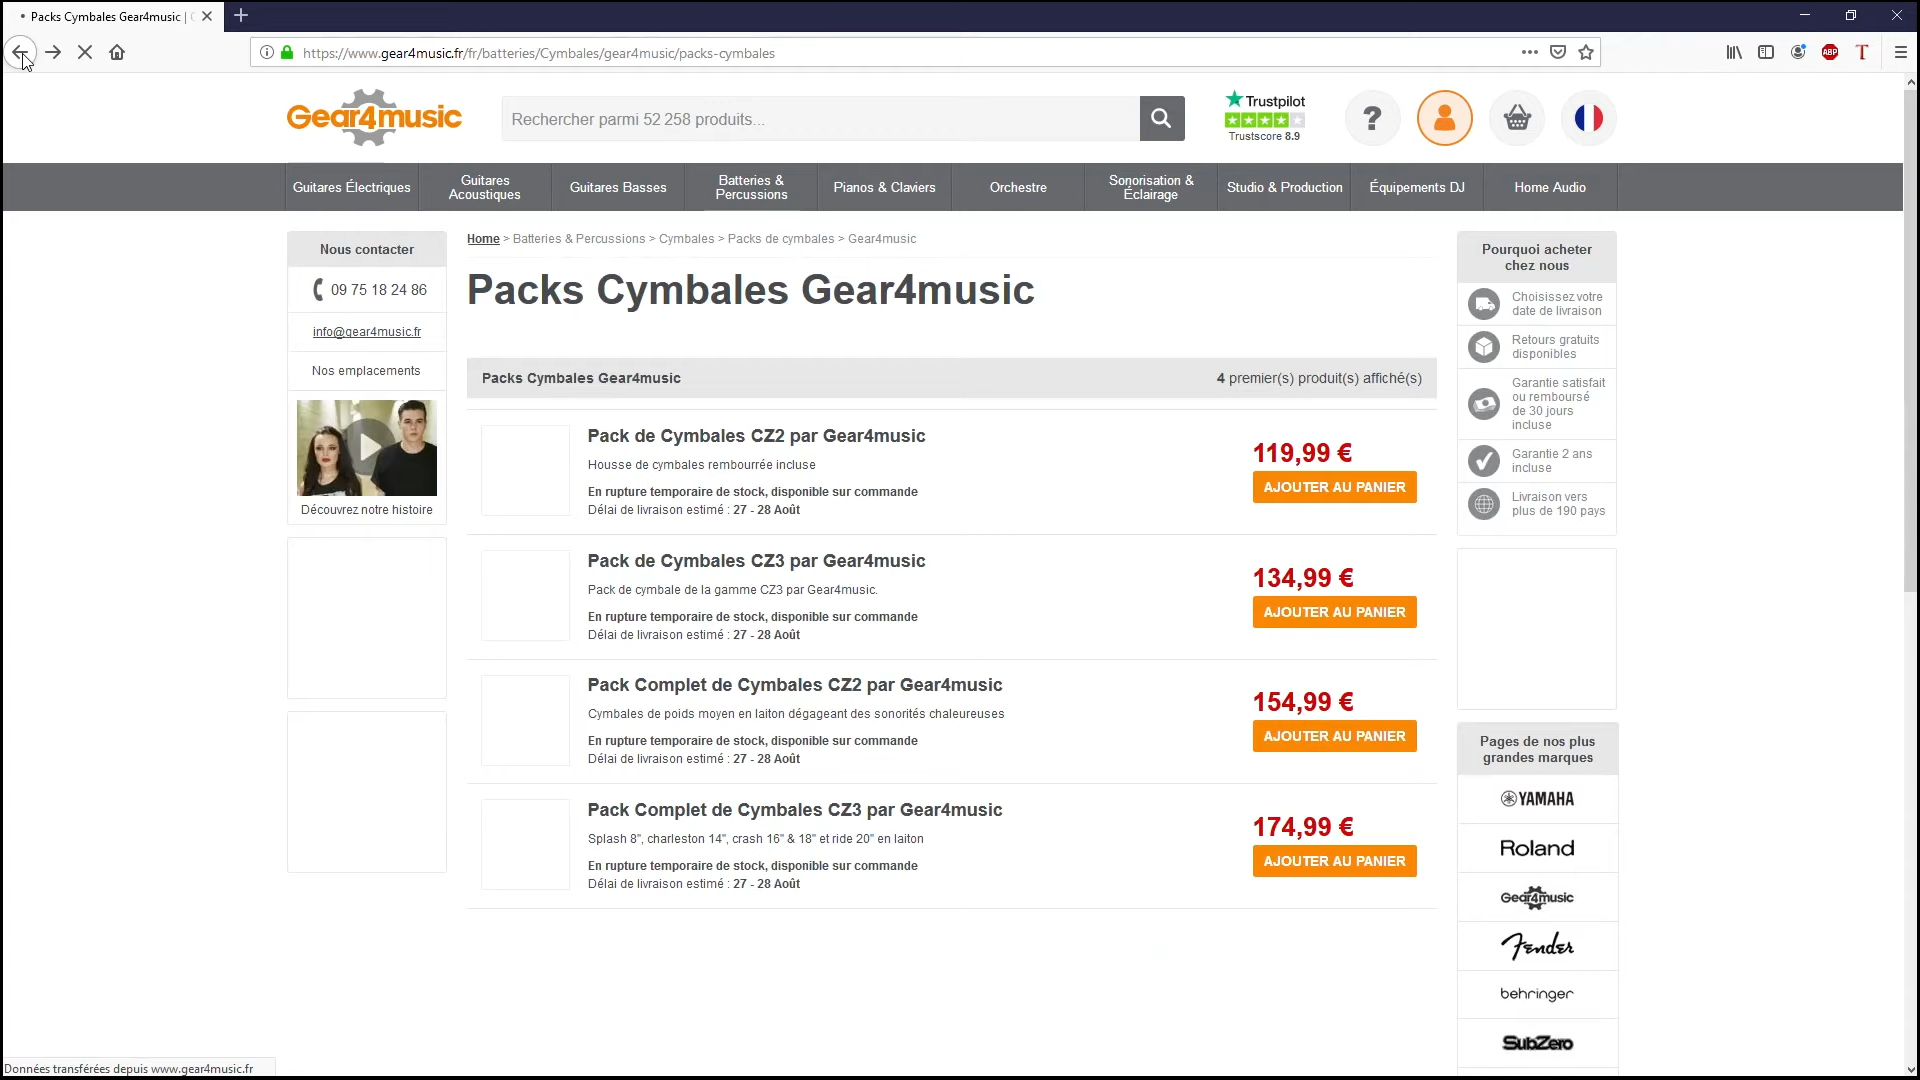 Packs Cymbales Gear4music |
https://www.gear4music.fr/fr/batteries/Cymbales/gear4music/packs-cymbales
ABP
T
Gear4music
Rechercher parmi 52 258 produits...
Trustpilot
Trustscore 8.9
?
Guitares Électriques
Guitares
Acoustiques
Guitares Basses
Batteries &
Percussions
Pianos & Claviers
Orchestre
Sonorisation &
Éclairage
Studio & Production
Équipements DJ
Home Audio
Nous contacter
09 75 18 24 86
info@gear4music.fr
Nos emplacements
Découvrez notre histoire
Home > Batteries & Percussions > Cymbales > Packs de cymbales > Gear4music
Packs Cymbales Gear4music
Packs Cymbales Gear4music
4 premier(s) produit(s) affiché(s)
Pack de Cymbales CZ2 par Gear4music
Housse de cymbales rembourrée incluse
En rupture temporaire de stock, disponible sur commande
Délai de livraison estimé : 27 - 28 Août
119,99 €
AJOUTER AU PANIER
Pack de Cymbales CZ3 par Gear4music
Pack de cymbale de la gamme CZ3 par Gear4music.
En rupture temporaire de stock, disponible sur commande
Délai de livraison estimé : 27 - 28 Août
134,99 €
AJOUTER AU PANIER
Pack Complet de Cymbales CZ2 par Gear4music
Cymbales de poids moyen en laiton dégageant des sonorités chaleureuses
En rupture temporaire de stock, disponible sur commande
Délai de livraison estimé : 27 - 28 Août
154,99 €
AJOUTER AU PANIER
Pack Complet de Cymbales CZ3 par Gear4music
Splash 8", charleston 14", crash 16" & 18" et ride 20" en laiton
En rupture temporaire de stock, disponible sur commande
Délai de livraison estimé : 27 - 28 Août
174,99 €
AJOUTER AU PANIER
Pourquoi acheter
chez nous
Choisissez votre
date de livraison
Retours gratuits
disponibles
Garantie satisfait
ou remboursé
de 30 jours
incluse
Garantie 2 ans
incluse
Livraison vers
plus de 190 pays
Pages de nos plus
grandes marques
YAMAHA
Roland
Gear4music
Fender
behringer
SubZero
Données transférées depuis www.gear4music.fr